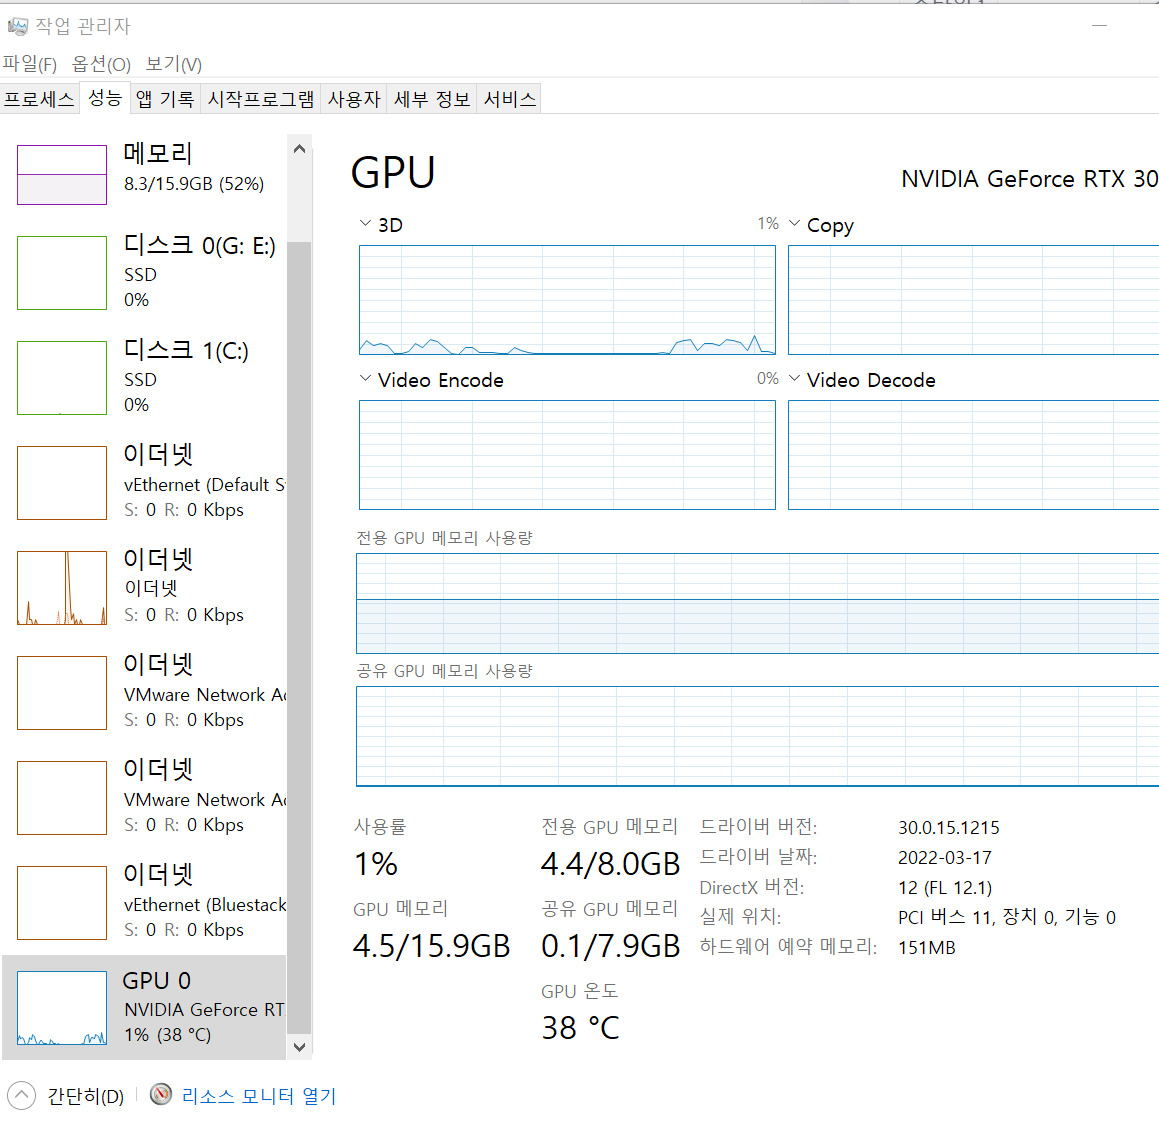 작업 관리자
파일(F) 옵션(O) 보기(V)
프로세스 성능 앱 기록 시작프로그램 사용자 세부 정보 서비스
메모리
8.3/15.9GB (52%)
디스크 0(G: E:)
SSD
0%
디스크 1(C:)
SSD
0%
이더넷
vEthernet (Default S
S: 0 R: 0 Kbps
이더넷
이더넷
S: 0 R: 0 Kbps
이더넷
VMware Network Ad
S: 0 R: 0 Kbps
이더넷
VMware Network Ad
S: 0 R: 0 Kbps
이더넷
vEthernet (Bluestack
S: 0 R: 0 Kbps
GPU 0
NVIDIA GeForce RT
1% (38 °C)
GPU
NVIDIA GeForce RTX 30
3D 1%
Copy
Video Encode 0%
Video Decode
전용 GPU 메모리 사용량
공유 GPU 메모리 사용량
사용률
1%
전용 GPU 메모리
4.4/8.0GB
GPU 메모리
4.5/15.9GB
공유 GPU 메모리
0.1/7.9GB
GPU 온도
38 °C
드라이버 버전: 30.0.15.1215
드라이버 날짜: 2022-03-17
DirectX 버전: 12 (FL 12.1)
실제 위치: PCI 버스 11, 장치 0, 기능 0
하드웨어 예약 메모리: 151MB
간단히(D) 리소스 모니터 열기